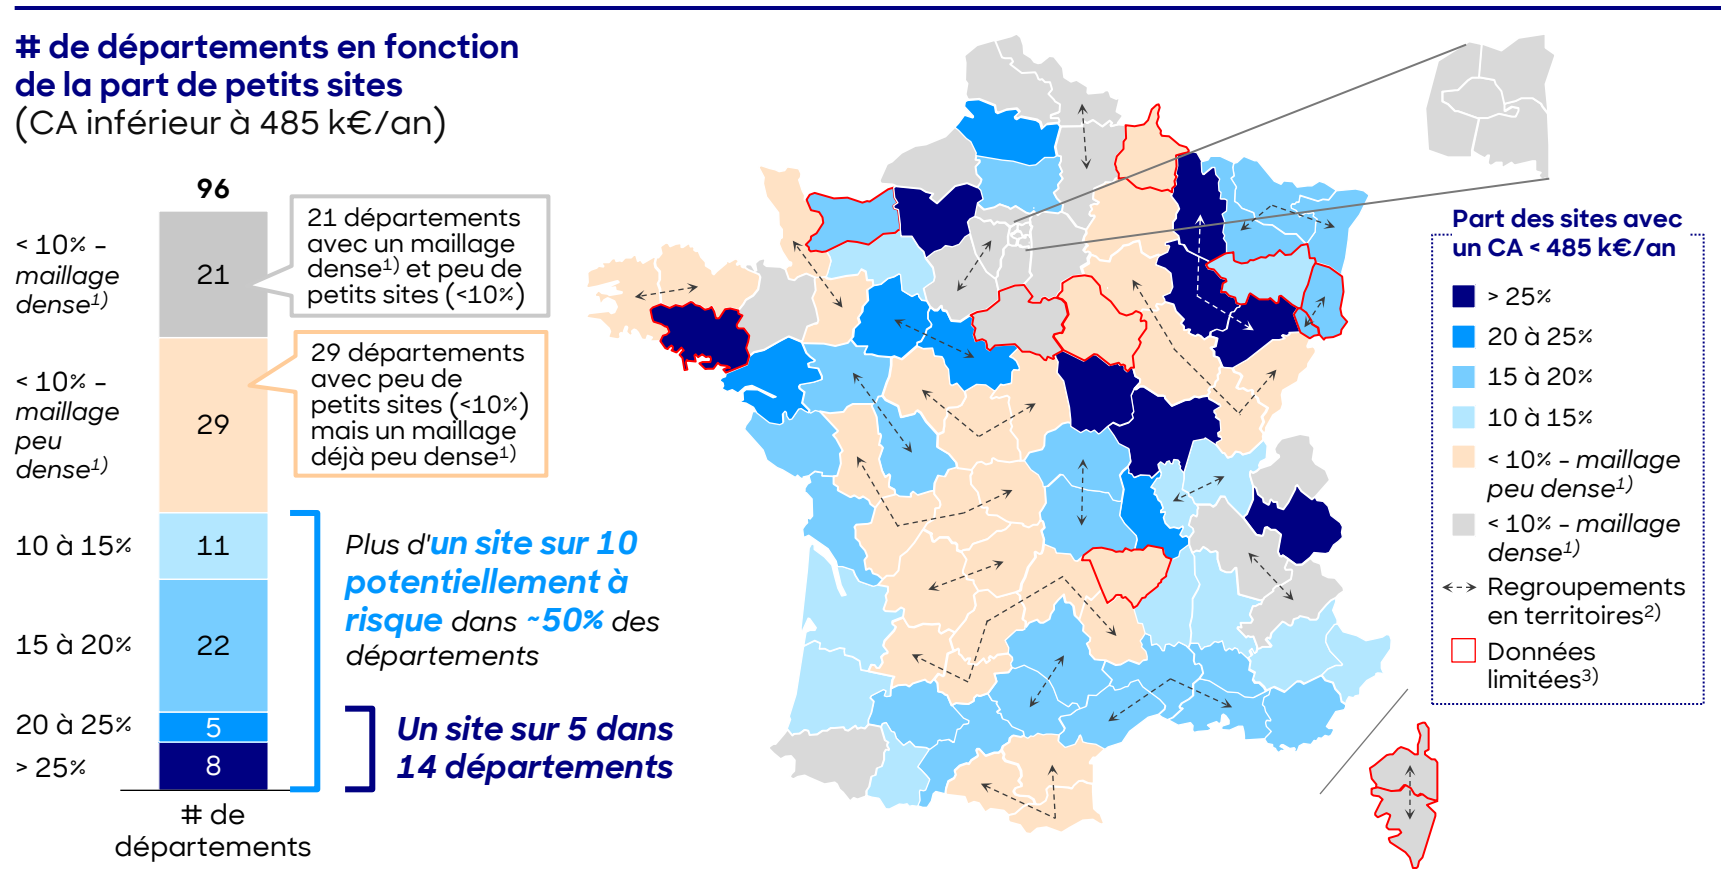 # de départements en fonction
de la part de petits sites
(CA inférieur à 485 k€/an)
96
< 10% –
maillage
dense1)
21
21 départements
avec un maillage
dense1) et peu de
petits sites (<10%)
< 10% –
maillage
peu
dense1)
29
29 départements
avec peu de
petits sites (<10%)
mais un maillage
déjà peu dense1)
10 à 15%
11
15 à 20%
22
20 à 25%
5
> 25%
8
# de
départements
Plus d'un site sur 10
potentiellement à
risque dans ~50% des
départements
Un site sur 5 dans
14 départements
Part des sites avec
un CA < 485 k€/an
> 25%
20 à 25%
15 à 20%
10 à 15%
< 10% – maillage
peu dense1)
< 10% – maillage
dense1)
Regroupements
en territoires2)
Données
limitées3)